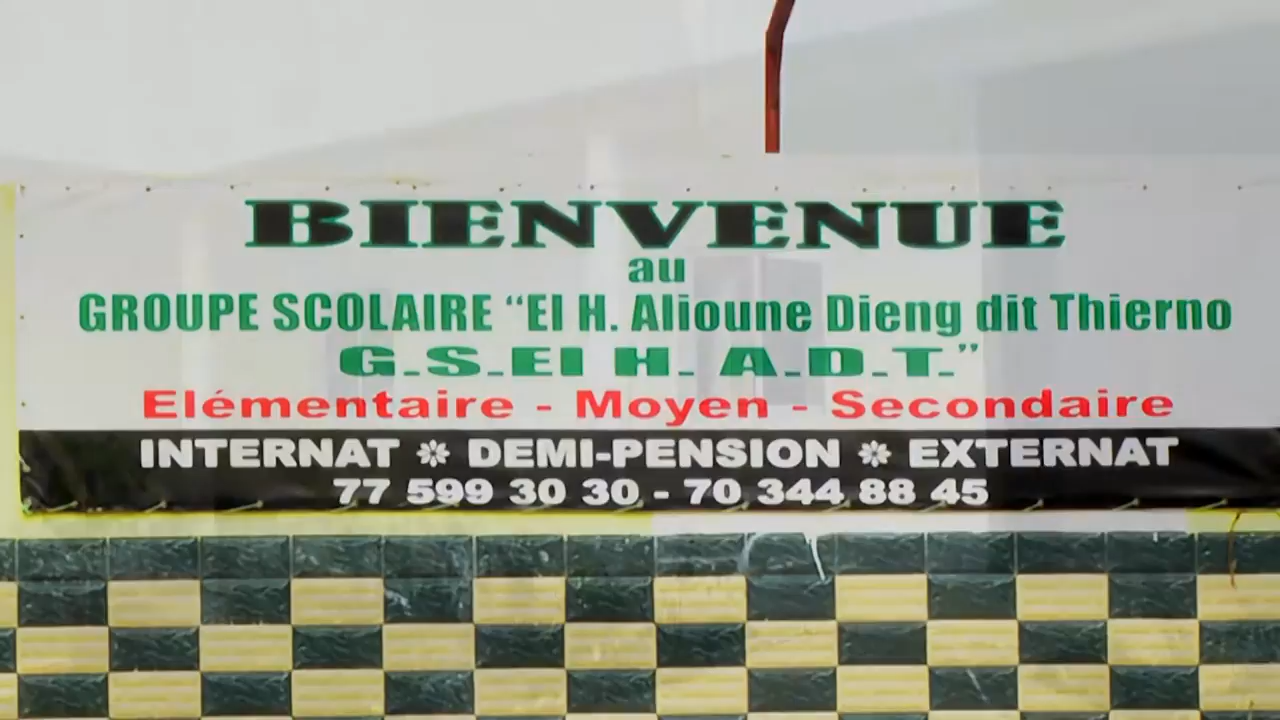 BIENVENUE
au
GROUPE SCOLAIRE “El H. Alioune Dieng dit Thierno
G.S.El H. A.D.T.”
Elémentaire - Moyen - Secondaire
INTERNAT ❋ DEMI-PENSION ❋ EXTERNAT
77 599 30 30 - 70 344 88 45